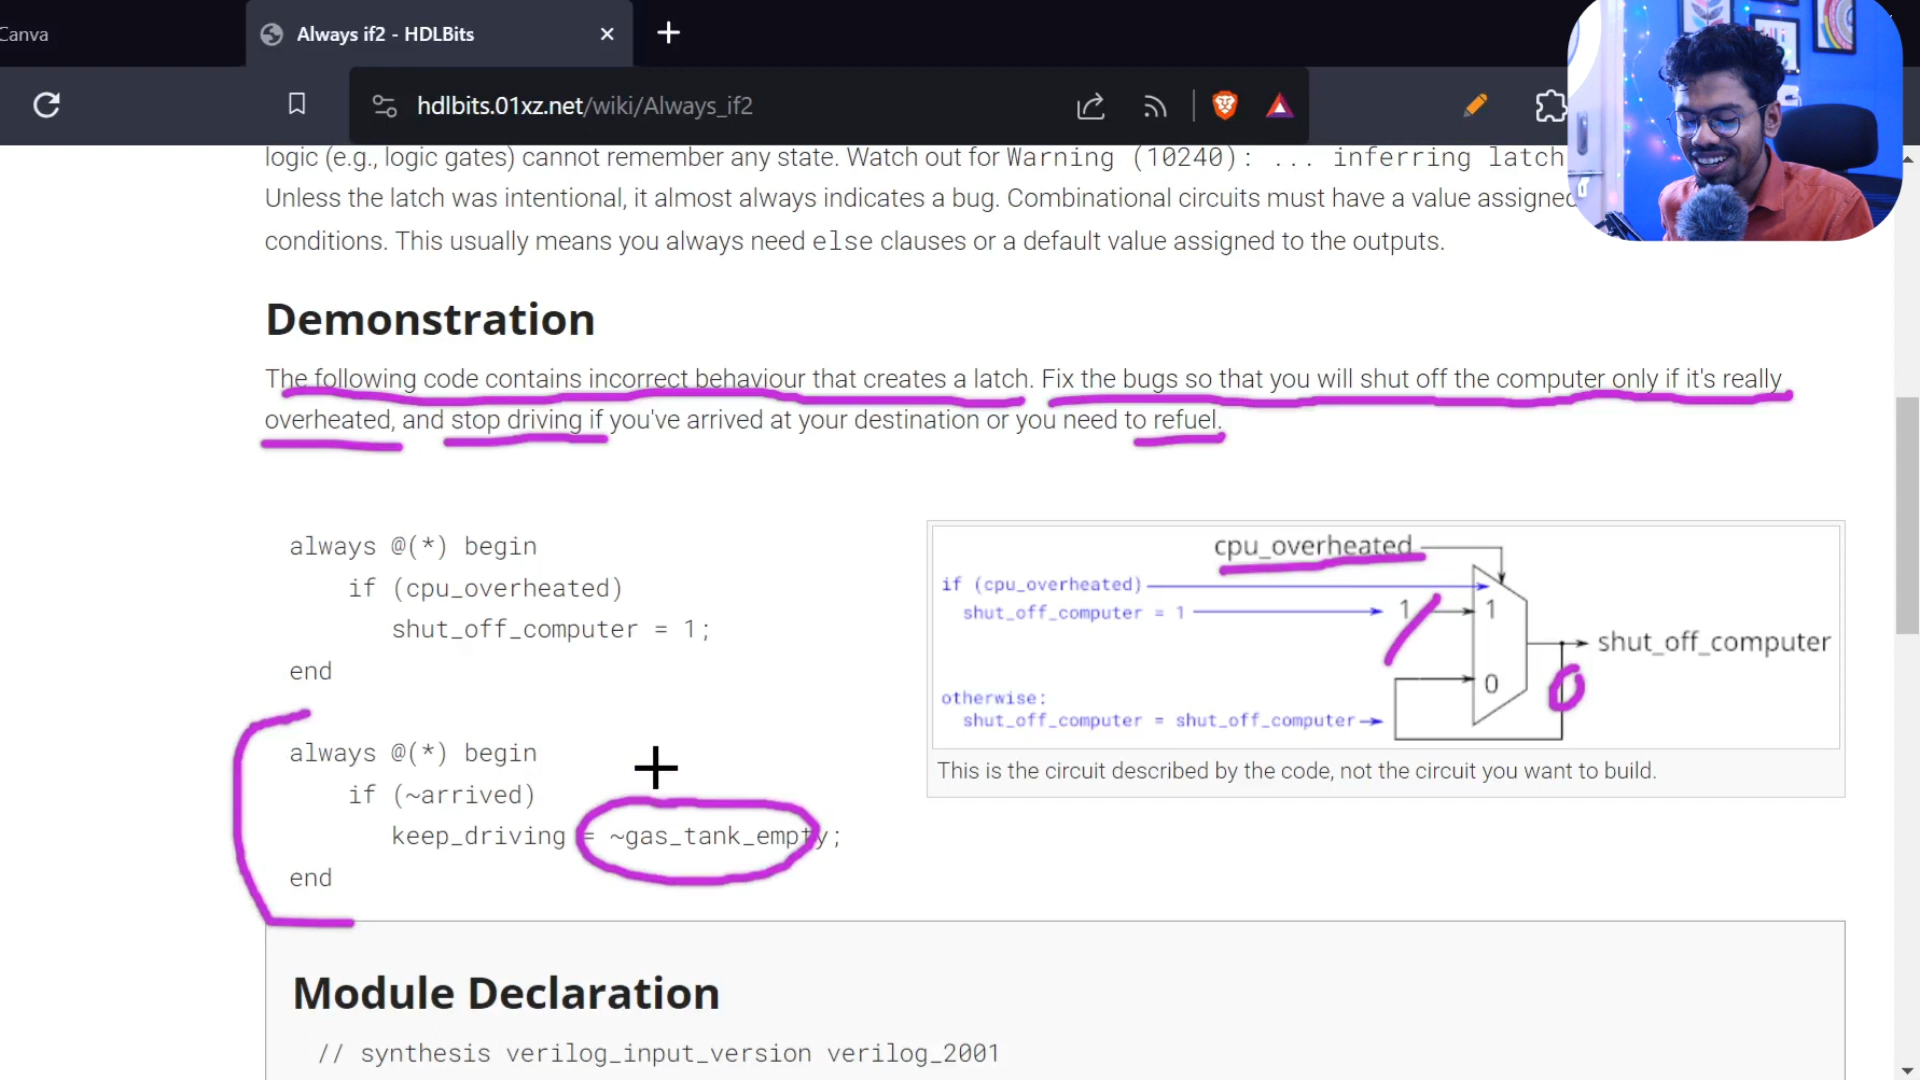 Canva
Always if2 - HDLBits
hdlbits.01xz.net/wiki/Always_if2
logic (e.g., logic gates) cannot remember any state. Watch out for Warning (10240): ... inferring latch
Unless the latch was intentional, it almost always indicates a bug. Combinational circuits must have a value assigned
conditions. This usually means you always need else clauses or a default value assigned to the outputs.
Demonstration
The following code contains incorrect behaviour that creates a latch. Fix the bugs so that you will shut off the computer only if it's really
overheated, and stop driving if you've arrived at your destination or you need to refuel.
always @(*) begin
if (cpu_overheated)
shut_off_computer = 1;
end
always @(*) begin
if (~arrived)
keep_driving = ~gas_tank_empty;
end
cpu_overheated
if (cpu_overheated)
shut_off_computer = 1
1
1
shut_off_computer
0
0
otherwise:
shut_off_computer = shut_off_computer
This is the circuit described by the code, not the circuit you want to build.
Module Declaration
// synthesis verilog_input_version verilog_2001